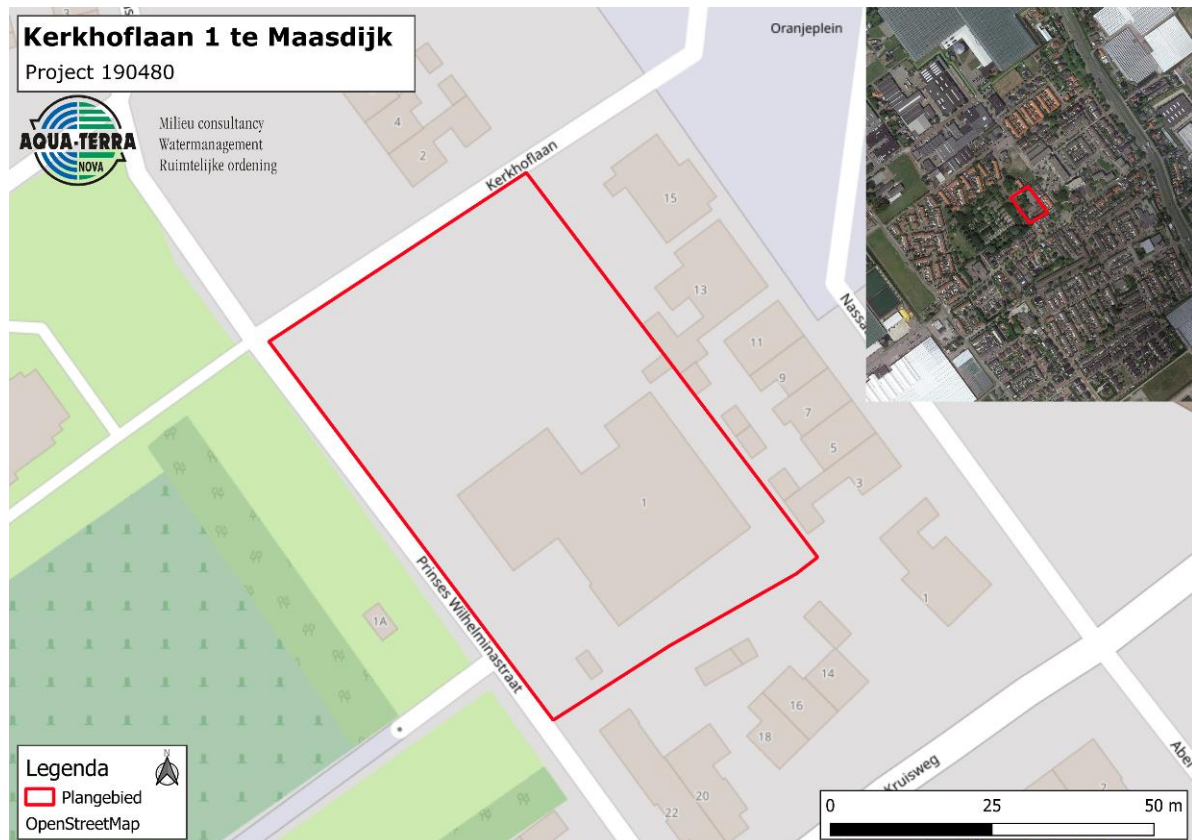 Kerkhoflaan 1 te Maasdijk
Project 190480
AQUA-TERRA
NOVA
Milieu consultancy
Watermanagement
Ruimtelijke ordening
Oranjeplein
4
2
Kerkhoflaan
15
13
11
9
7
5
3
1
1
1A
Prinses Wilhelminastraat
14
16
18
20
22
Kruisweg
2
Legenda
N
Plangebied
OpenStreetMap
0 25 50 m